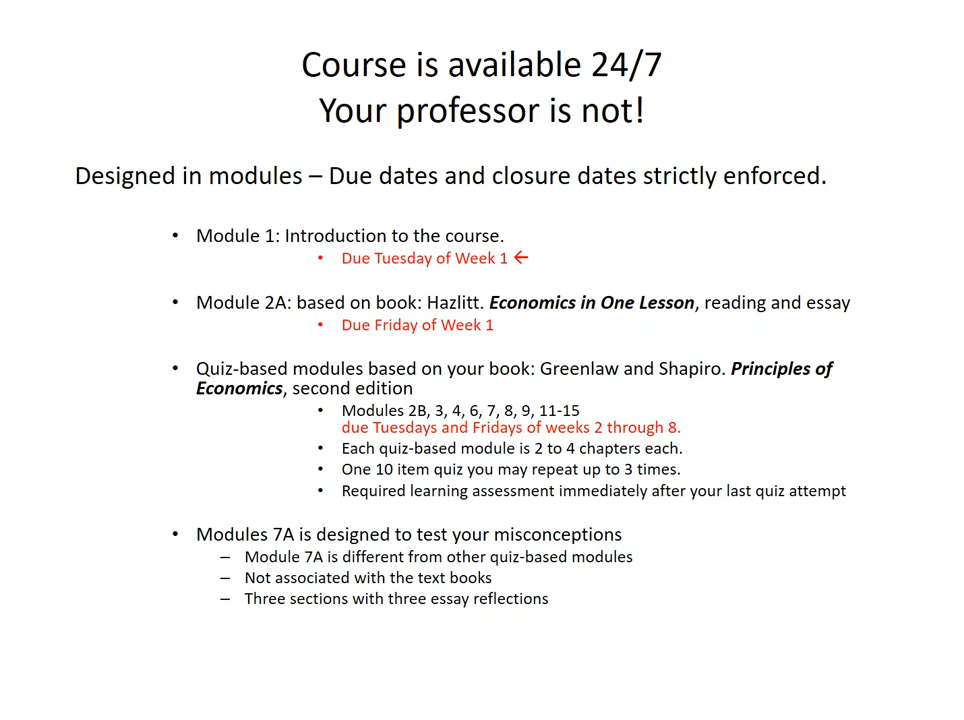 Course is available 24/7
Your professor is not!
Designed in modules – Due dates and closure dates strictly enforced.
• Module 1: Introduction to the course.
• Due Tuesday of Week 1 ←
• Module 2A: based on book: Hazlitt. Economics in One Lesson, reading and essay
• Due Friday of Week 1
• Quiz-based modules based on your book: Greenlaw and Shapiro. Principles of
Economics, second edition
• Modules 2B, 3, 4, 6, 7, 8, 9, 11-15
due Tuesdays and Fridays of weeks 2 through 8.
• Each quiz-based module is 2 to 4 chapters each.
• One 10 item quiz you may repeat up to 3 times.
• Required learning assessment immediately after your last quiz attempt
• Modules 7A is designed to test your misconceptions
– Module 7A is different from other quiz-based modules
– Not associated with the text books
– Three sections with three essay reflections